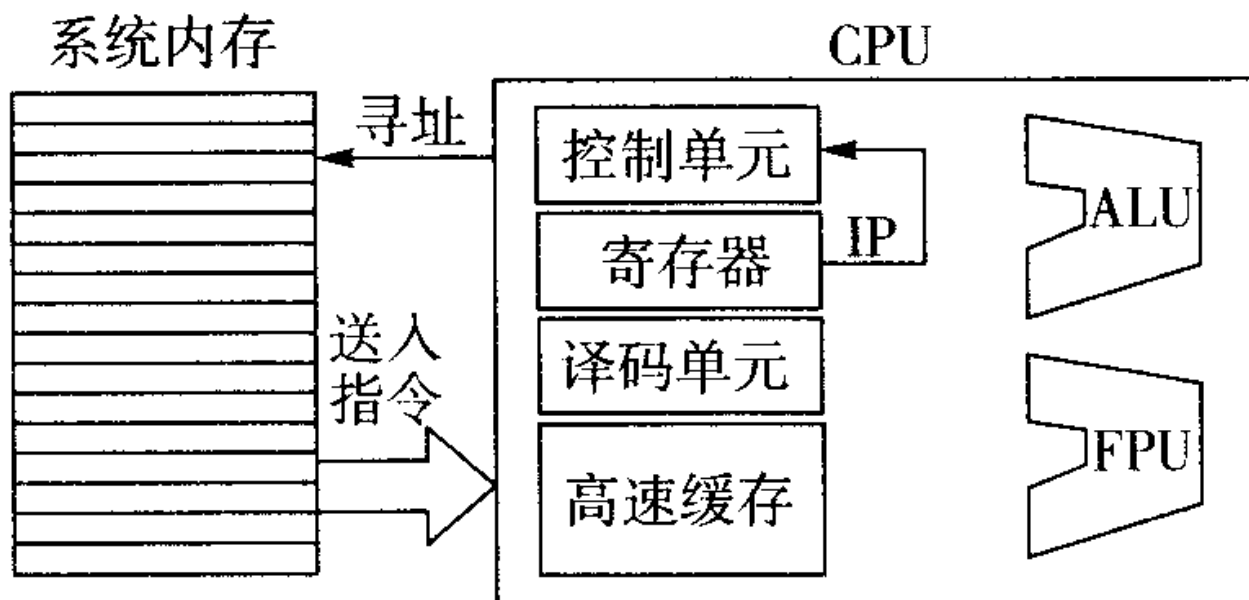 系统内存
CPU
寻址
控制单元
寄存器
IP
ALU
送入
指令
译码单元
高速缓存
FPU